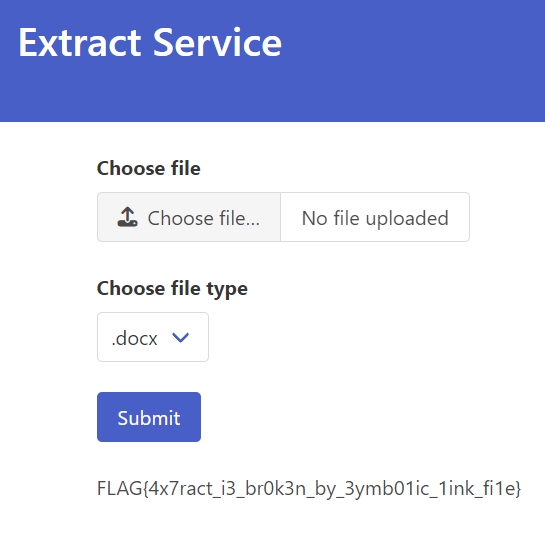 Extract Service
Choose file
Choose file... No file uploaded
Choose file type
.docx
Submit
FLAG{4x7ract_i3_br0k3n_by_3ymb01ic_1ink_fi1e}